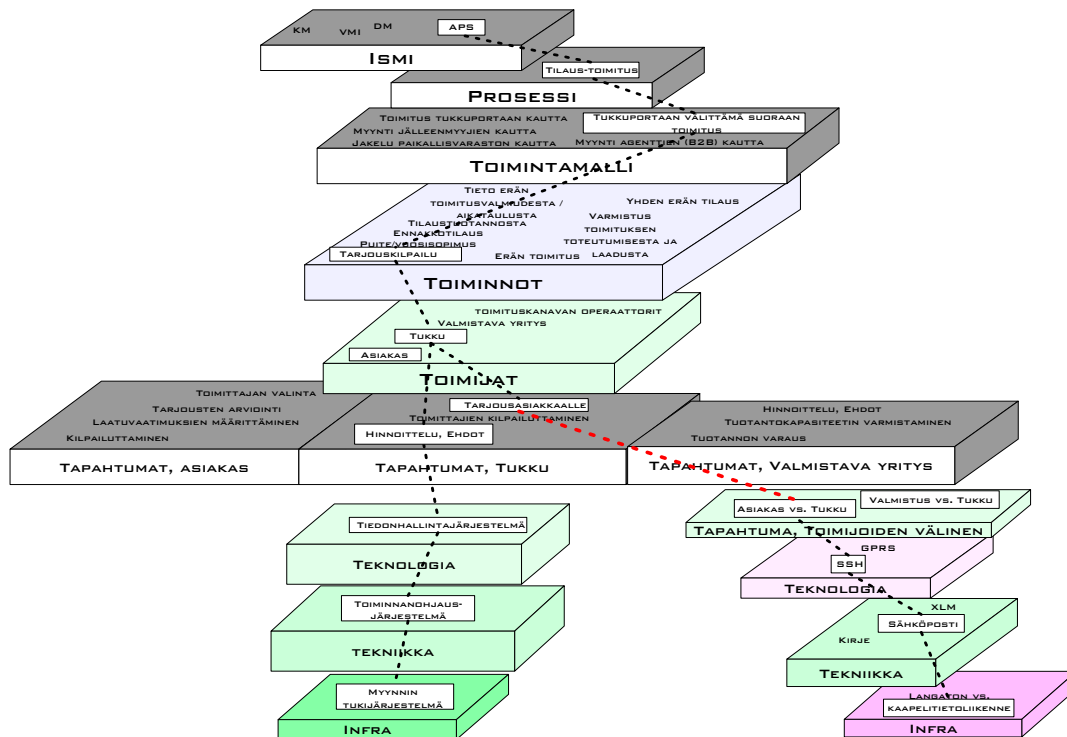 KM
VMI
DM
APS
ISMI
TILAUS-TOIMITUS
PROSESSI
TOIMITUS TUKKUPORTAAN KAUTTA
MYYNTI JÄLLEENMYYJIEN KAUTTA
JAKELU PAIKALLISVARASTON KAUTTA
TUKKUPORTAAN VÄLITTÄMÄ SUORAAN
TOIMITUS
MYYNTI AGENTTIEN (B2B) KAUTTA
TOIMINTAMALLI
TIETO ERÄN
TOIMITUSVALMIUDESTA /
AIKATAULUSTA
TILAUSTUOTANNOSTA
ENNAKKOTILAUS
PUITE/VUOSISOPIMUS
TARJOUSKILPAILU
YHDEN ERÄN TILAUS
VARMISTUS
TOIMITUKSEN
TOTEUTUMISESTA JA
LAADUSTA
ERÄN TOIMITUS
TOIMINNOT
TOIMITUSKANAVAN OPERAATTORIT
VALMISTAVA YRITYS
TUKKU
ASIAKAS
TOIMIJAT
TOIMITTAJAN VALINTA
TARJOUSTEN ARVIOINTI
LAATUVAATIMUKSIEN MÄÄRITTÄMINEN
KILPAILUTTAMINEN
TAPAHTUMAT, ASIAKAS
TARJOUSASIAKKAALLE
TOIMITTAJIEN KILPAILUTTAMINEN
HINNOITTELU, EHDOT
TAPAHTUMAT, TUKKU
HINNOITTELU, EHDOT
TUOTANTOKAPASITEETIN VARMISTAMINEN
TUOTANNON VARAUS
TAPAHTUMAT, VALMISTAVA YRITYS
VALMISTUS VS. TUKKU
ASIAKAS VS. TUKKU
TAPAHTUMA, TOIMIJOIDEN VÄLINEN
TIEDONHALLINTAJÄRJESTELMÄ
TEKNOLOGIA
GPRS
SSH
TEKNOLOGIA
TOIMINNANOHJAUS-
JÄRJESTELMÄ
TEKNIIKKA
XLM
SÄHKÖPOSTI
KIRJE
TEKNIIKKA
MYYNNIN
TUKIJÄRJESTELMÄ
INFRA
LANGATON VS.
KAAPELITIETOLIIKENNE
INFRA